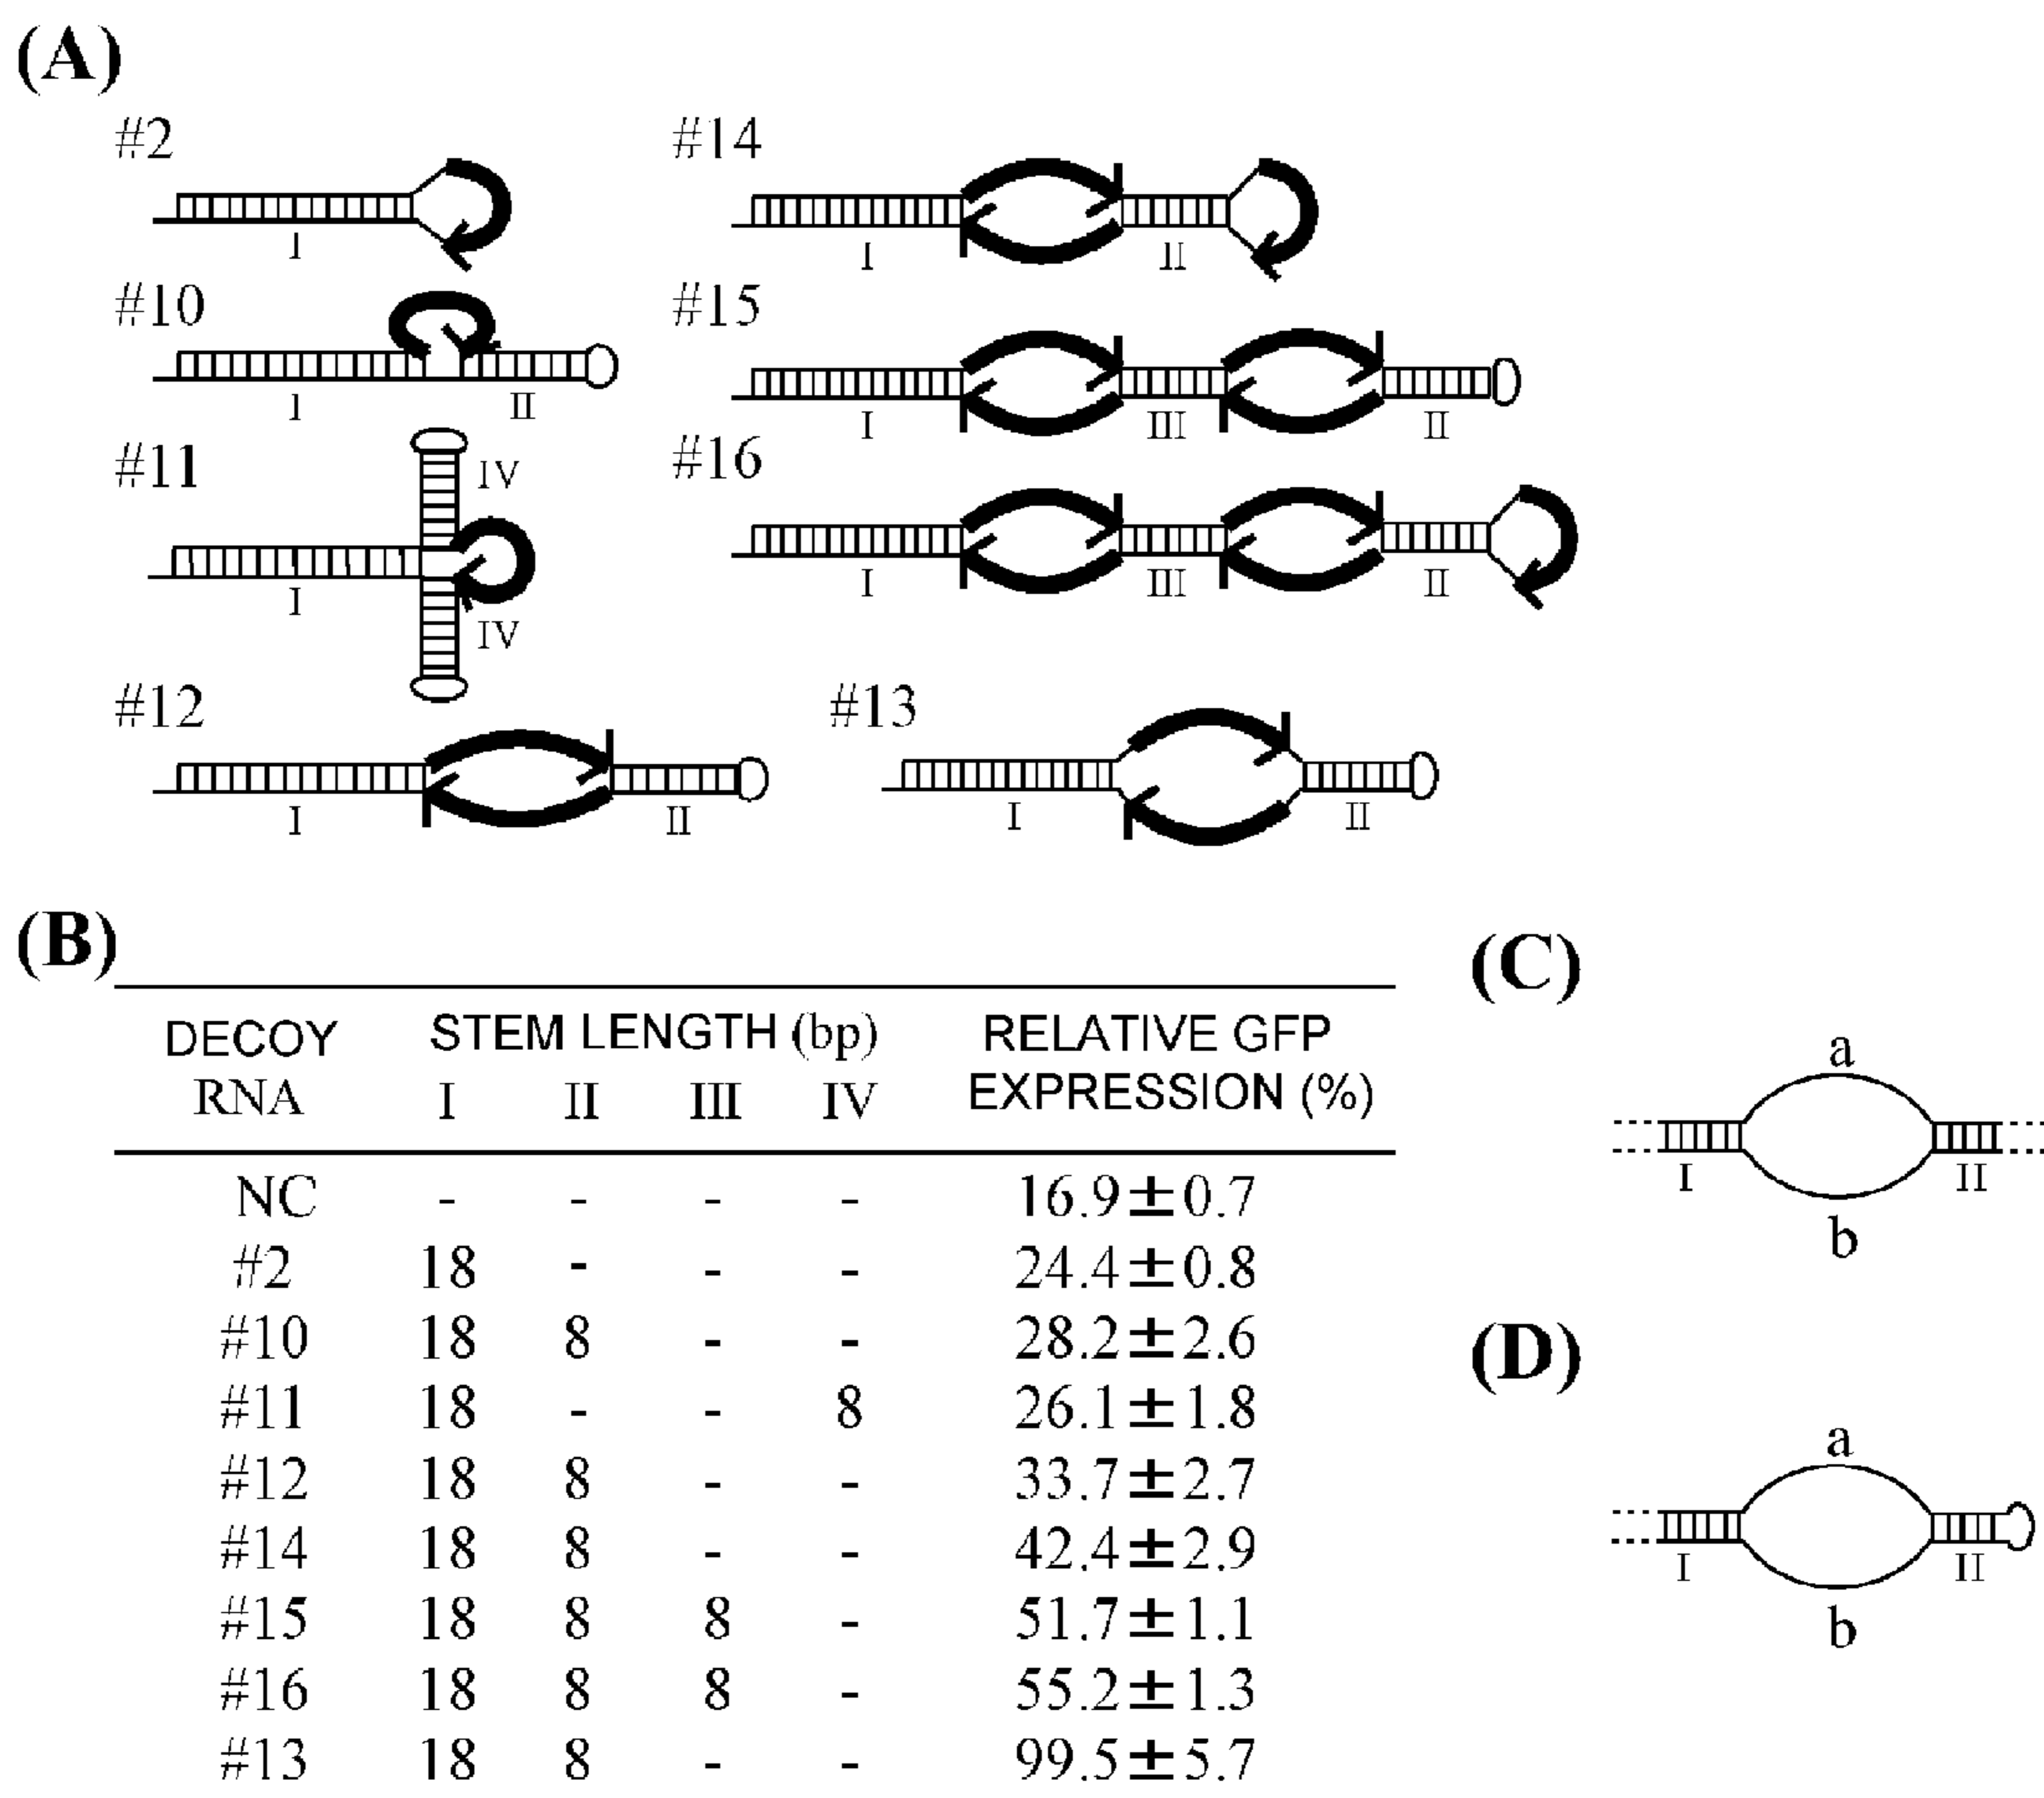 (A)
#2
I
#10
I II
#11
IV
I
IV
#12
I II
#14
I II
#15
I III II
#16
I III II
#13
I II
(B)
DECOY RNA STEM LENGTH (bp) RELATIVE GFP EXPRESSION (%)
I II III IV
NC - - - - 16.9±0.7
#2 18 - - - 24.4±0.8
#10 18 8 - - 28.2±2.6
#11 18 - - 8 26.1±1.8
#12 18 8 - - 33.7±2.7
#14 18 8 - - 42.4±2.9
#15 18 8 8 - 51.7±1.1
#16 18 8 8 - 55.2±1.3
#13 18 8 - - 99.5±5.7
(C)
a
I II
b
(D)
a
I II
b